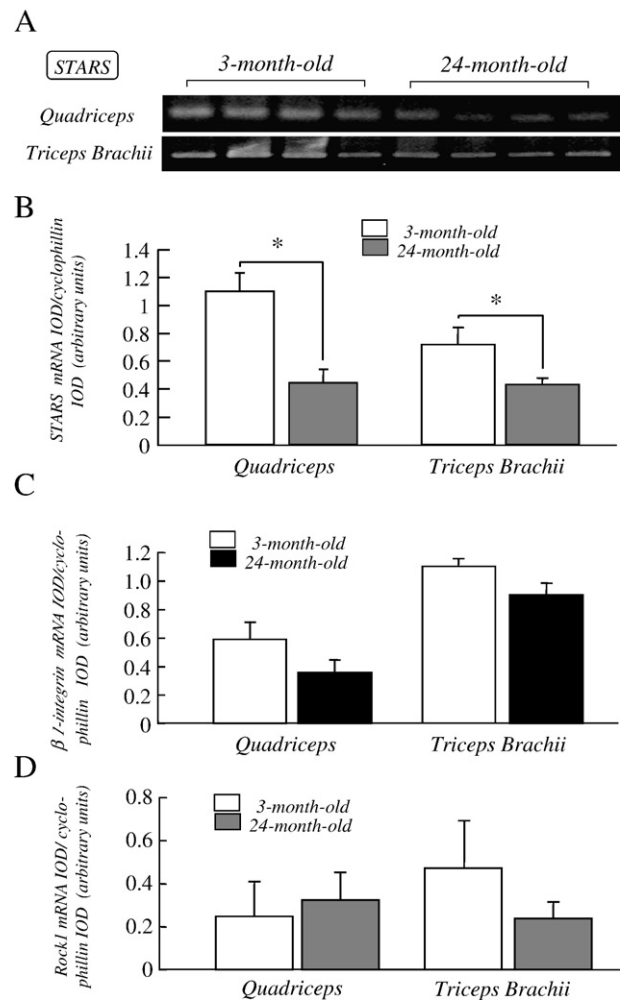 A
STARS
3-month-old 24-month-old
Quadriceps
Triceps Brachii
B
3-month-old
24-month-old
STARS mRNA IOD/cyclophillin
IOD (arbitrary units)
1.4
1.2
1
0.8
0.6
0.4
0.2
0
*
*
Quadriceps Triceps Brachii
C
3-month-old
24-month-old
β1-integrin mRNA IOD/cyclo-
phillin IOD (arbitrary units)
1.2
1.0
0.8
0.6
0.4
0.2
0
Quadriceps Triceps Brachii
D
3-month-old
24-month-old
Rock1 mRNA IOD/ cyclo-
phillin IOD (arbitrary units)
0.8
0.6
0.4
0.2
0
Quadriceps Triceps Brachii